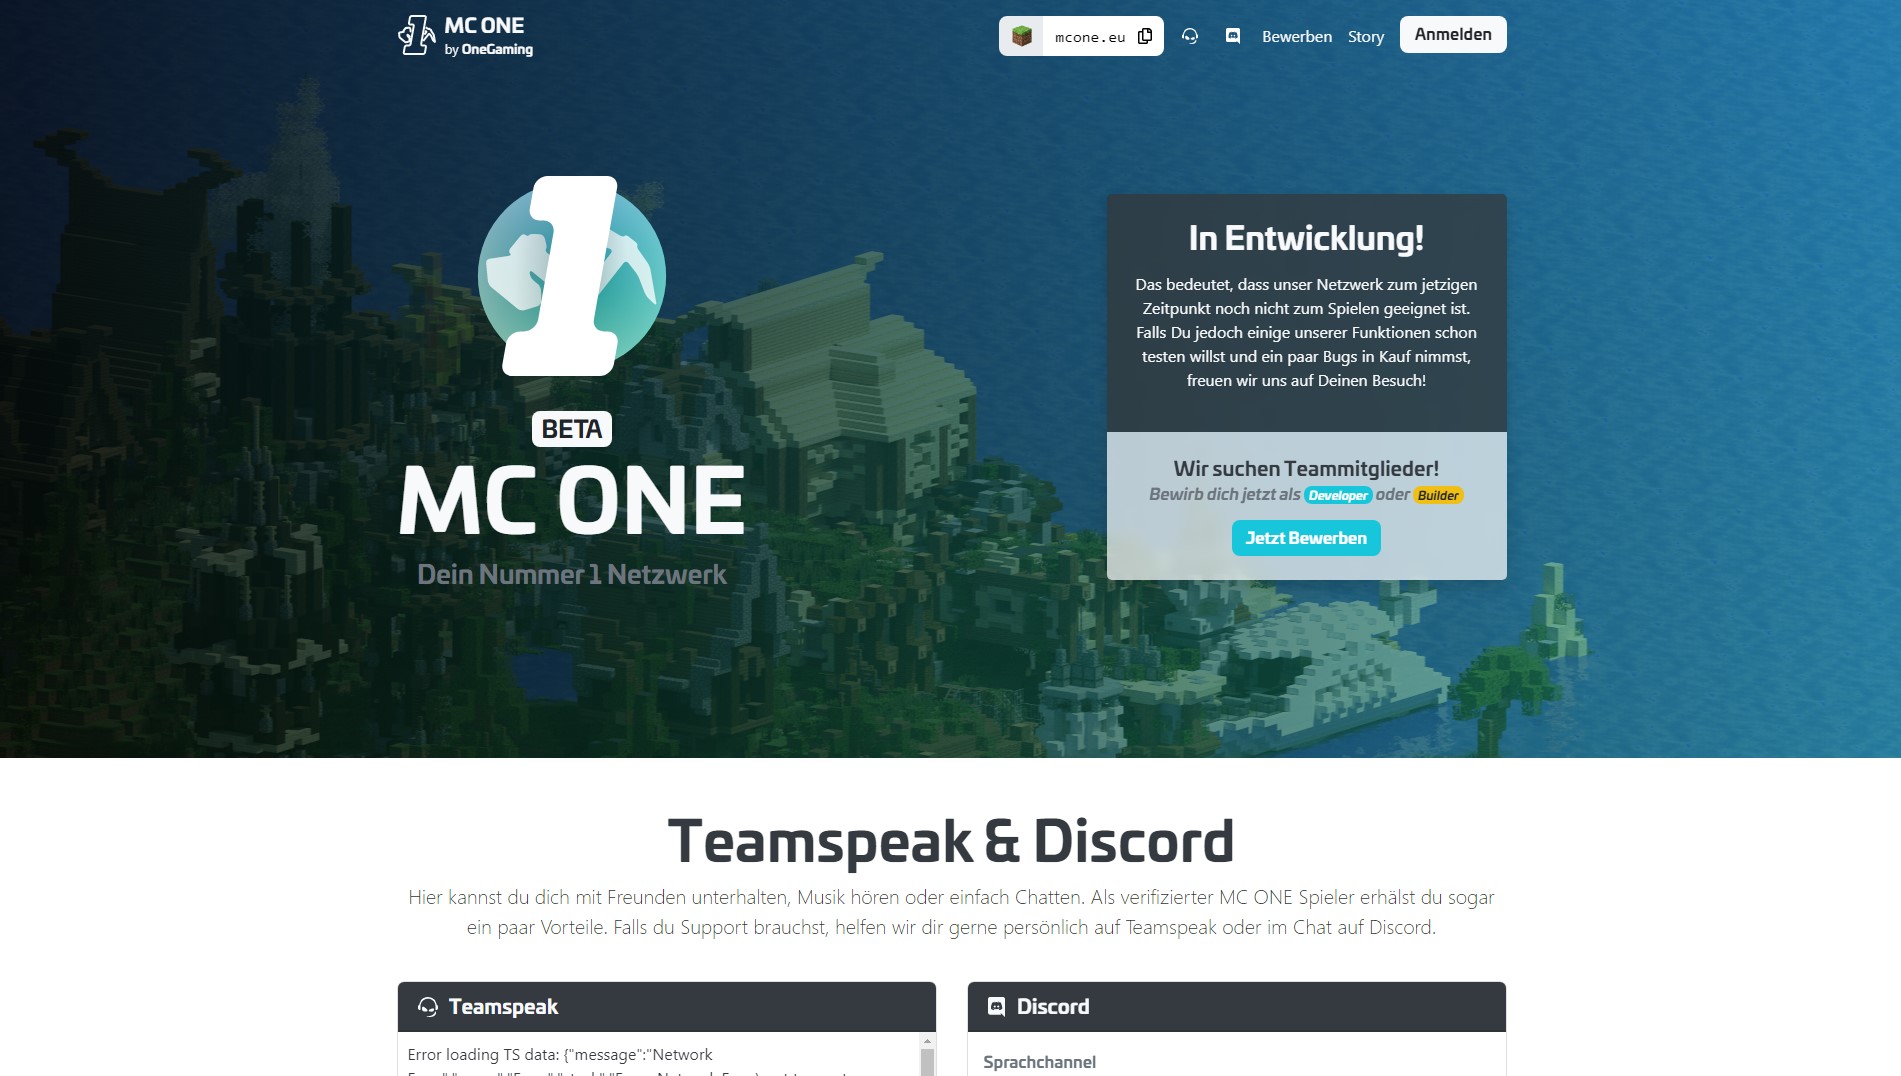 MC ONE
by OneGaming
mcone.eu
Bewerben
Story
Anmelden
BETA
MC ONE
Dein Nummer 1 Netzwerk
In Entwicklung!
Das bedeutet, dass unser Netzwerk zum jetzigen
Zeitpunkt noch nicht zum Spielen geeignet ist.
Falls Du jedoch einige unserer Funktionen schon
testen willst und ein paar Bugs in Kauf nimmst,
freuen wir uns auf Deinen Besuch!
Wir suchen Teammitglieder!
Bewirb dich jetzt als Developer oder Builder
Jetzt Bewerben
Teamspeak & Discord
Hier kannst du dich mit Freunden unterhalten, Musik hören oder einfach Chatten. Als verifizierter MC ONE Spieler erhälst du sogar
ein paar Vorteile. Falls du Support brauchst, helfen wir dir gerne persönlich auf Teamspeak oder im Chat auf Discord.
Teamspeak
Error loading TS data: {"message":"Network
Discord
Sprachchannel